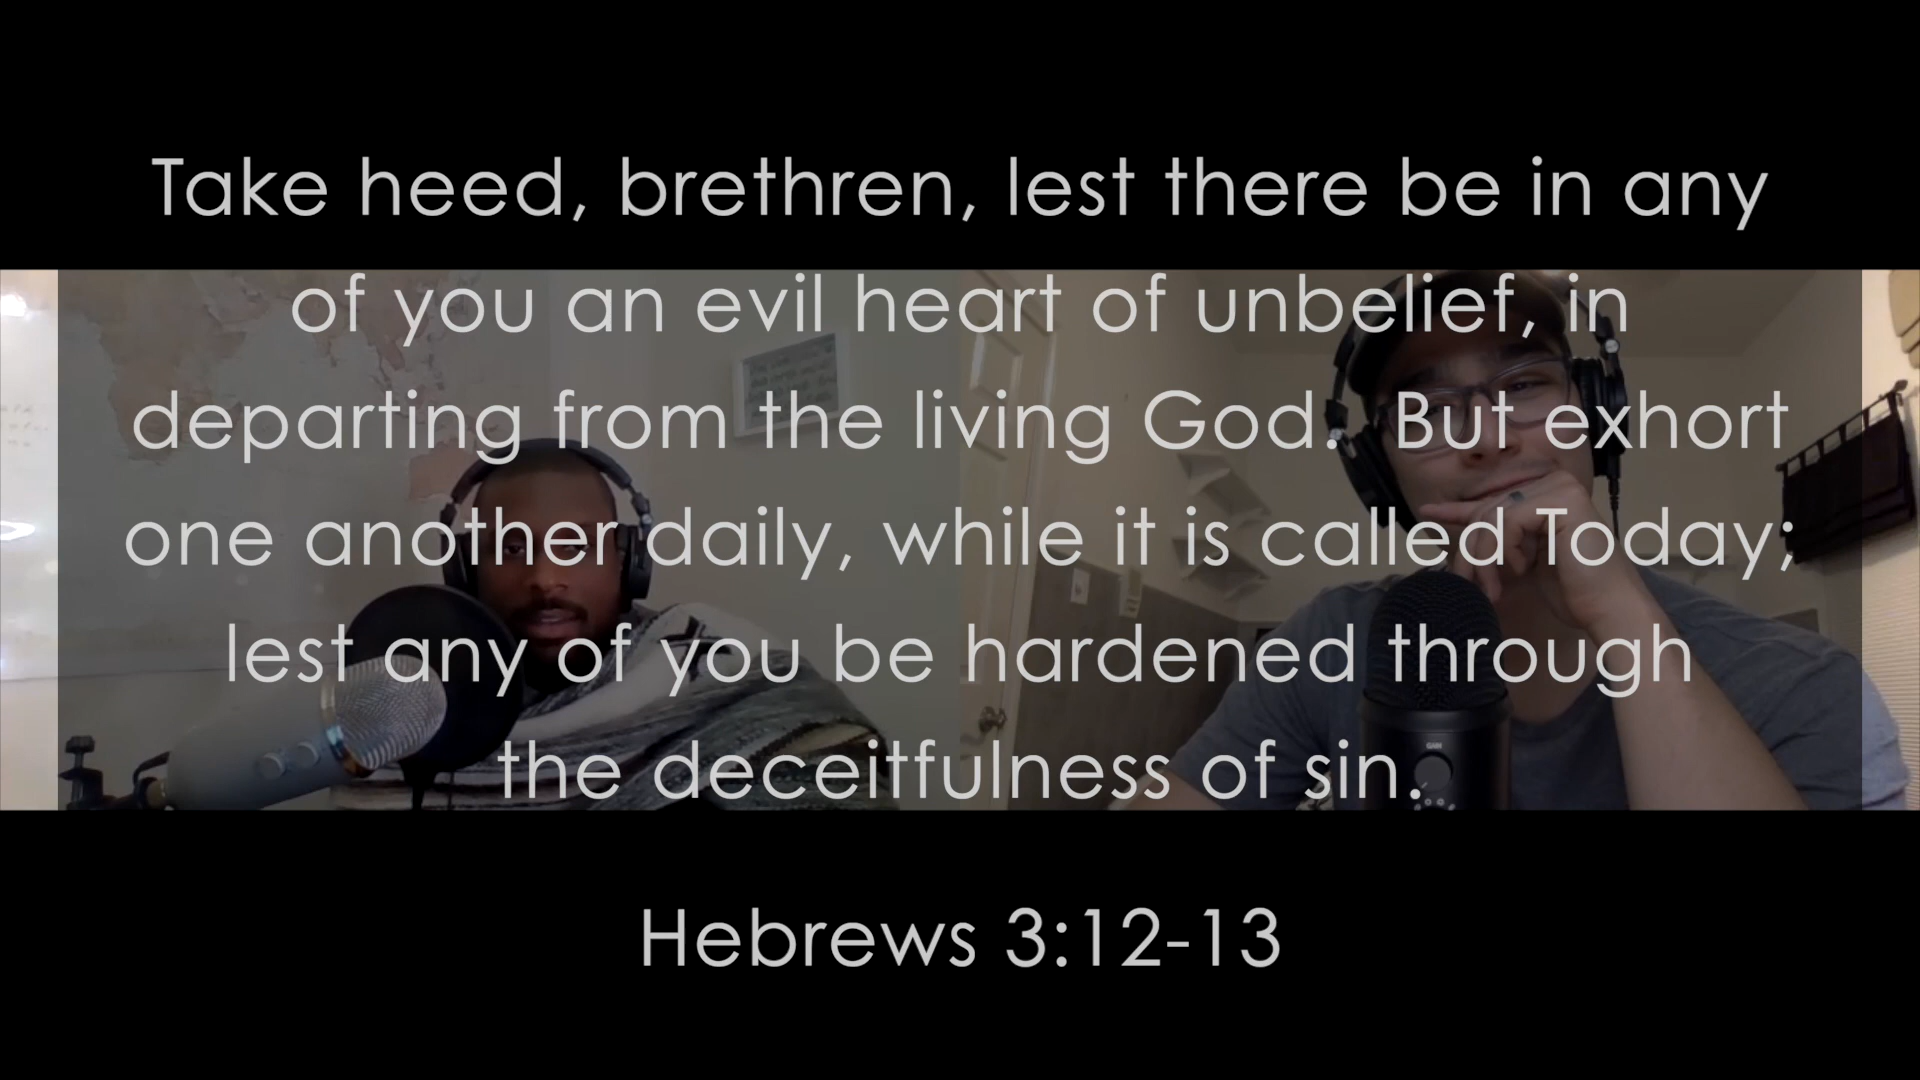 Take heed, brethren, lest there be in any
of you an evil heart of unbelief, in
departing from the living God. But exhort
one another daily, while it is called Today;
lest any of you be hardened through
the deceitfulness of sin.
Hebrews 3:12-13
GAIN